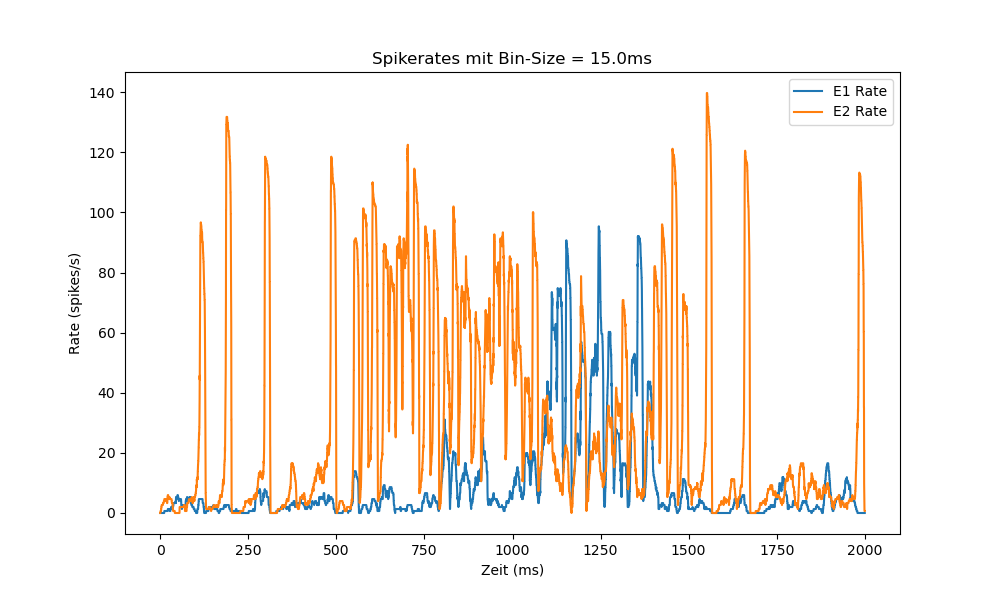 Spikerates mit Bin-Size = 15.0ms
E1 Rate
E2 Rate
Rate (spikes/s)
140
120
100
80
60
40
20
0
0 250 500 750 1000 1250 1500 1750 2000
Zeit (ms)